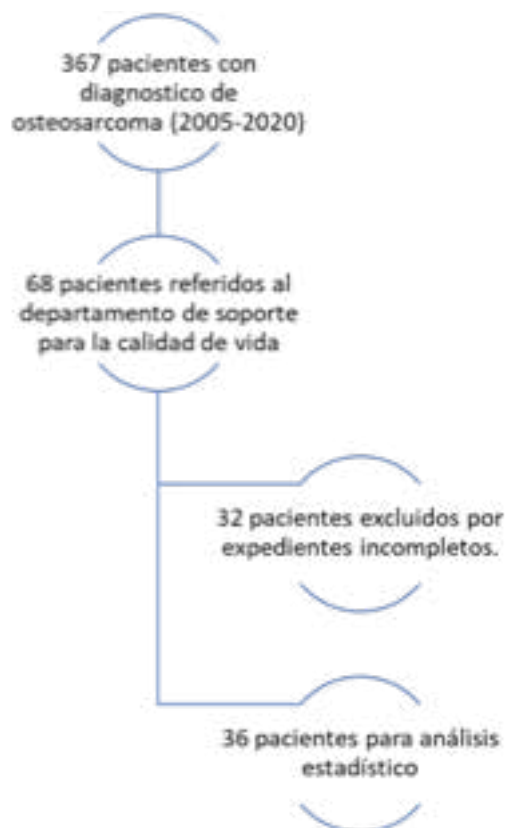 367 pacientes con
diagnostico de
osteosarcoma (2005-2020)
68 pacientes referidos al
departamento de soporte
para la calidad de vida
32 pacientes excluidos por
expedientes incompletos.
36 pacientes para análisis
estadístico